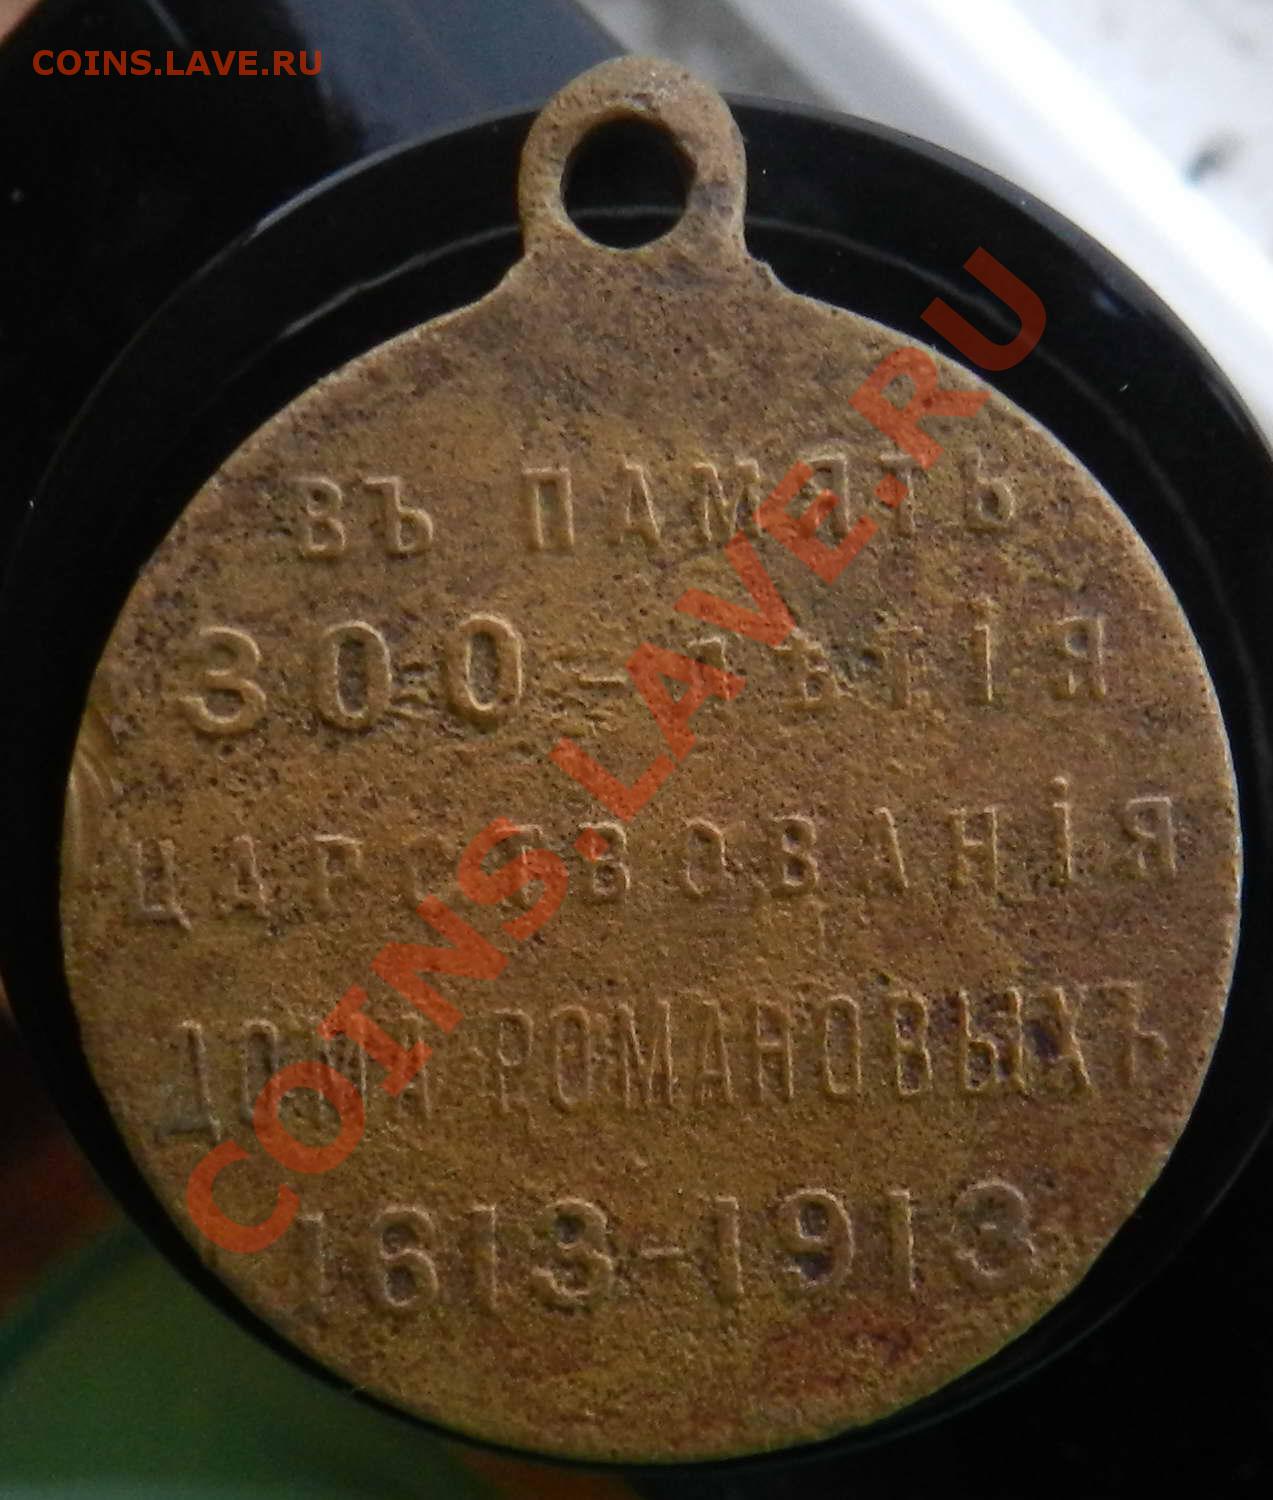 COINS.LAVE.RU
ВЪ ПАМЯТЬ
300-ЛѢТІЯ
ЦАРСТВОВАНІЯ
ДОМА РОМАНОВЫХЪ
1613-1913
COINS.LAVE.RU